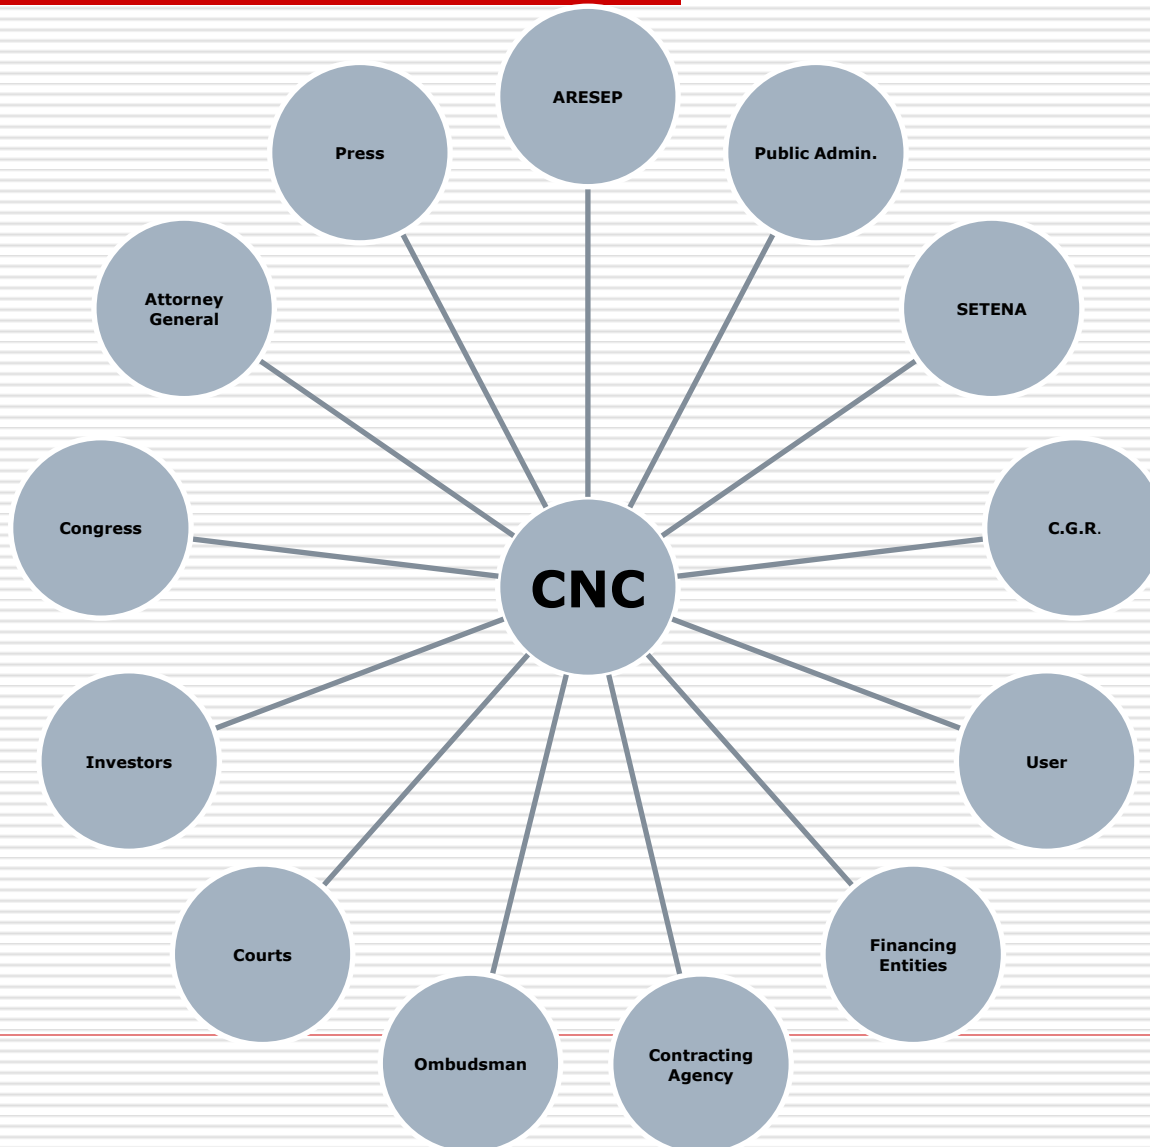 ARESEP
Press
Public Admin.
Attorney
General
SETENA
Congress
C.G.R.
CNC
Investors
User
Courts
Financing
Entities
Ombudsman
Contracting
Agency